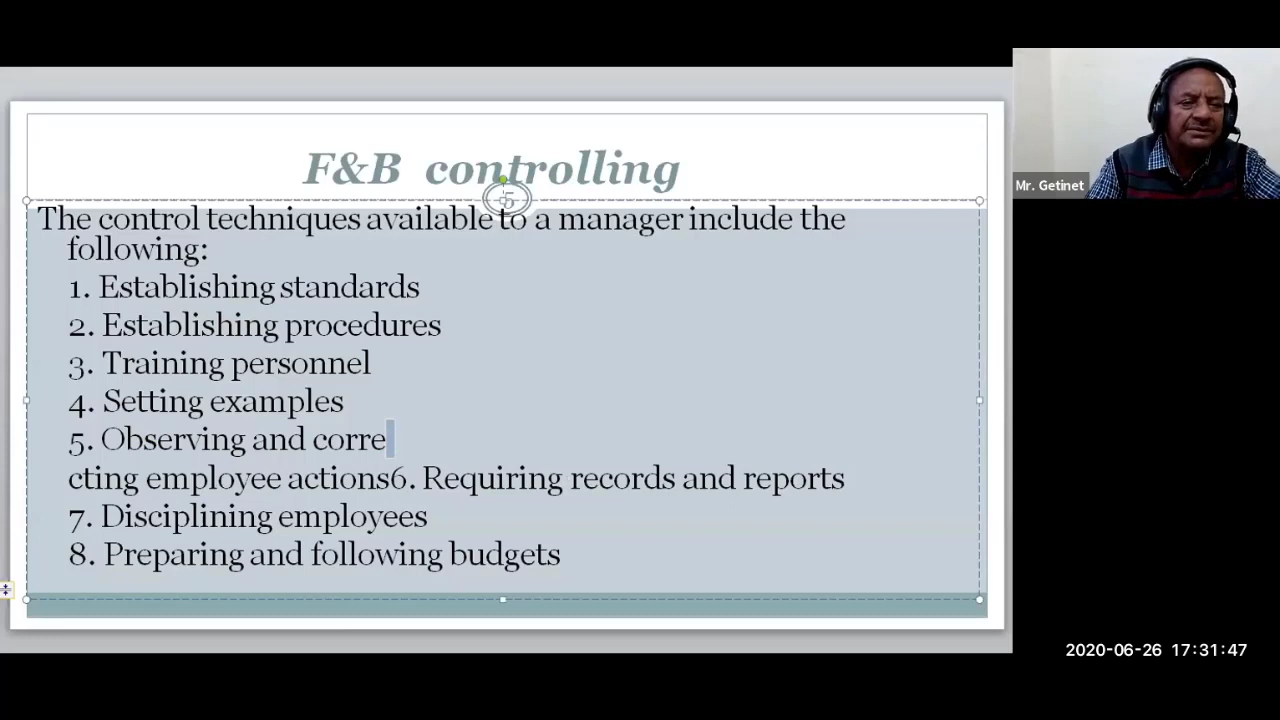 F&B controlling
5
The control techniques available to a manager include the
following:
1. Establishing standards
2. Establishing procedures
3. Training personnel
4. Setting examples
5. Observing and corre
cting employee actions6. Requiring records and reports
7. Disciplining employees
8. Preparing and following budgets
Mr. Getinet
2020-06-26 17:31:47